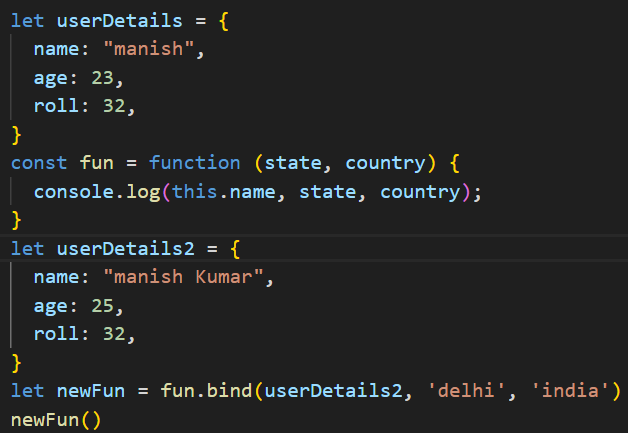 let userDetails = {
  name: "manish",
  age: 23,
  roll: 32,
}
const fun = function (state, country) {
  console.log(this.name, state, country);
}
let userDetails2 = {
  name: "manish Kumar",
  age: 25,
  roll: 32,
}
let newFun = fun.bind(userDetails2, 'delhi', 'india')
newFun()